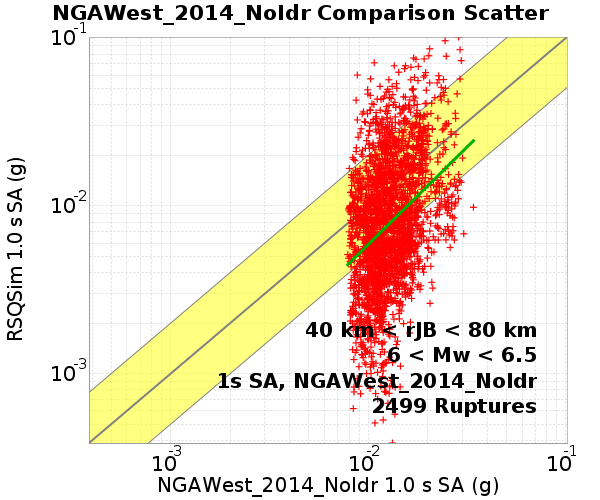 NGAWest_2014_NoIdr Comparison Scatter
10-1
10-2
10-3
RSQSim 1.0 s SA (g)
40 km < rJB < 80 km
6 < Mw < 6.5
1s SA, NGAWest_2014_NoIdr
2499 Ruptures
10-3
10-2
10-1
NGAWest_2014_NoIdr 1.0 s SA (g)